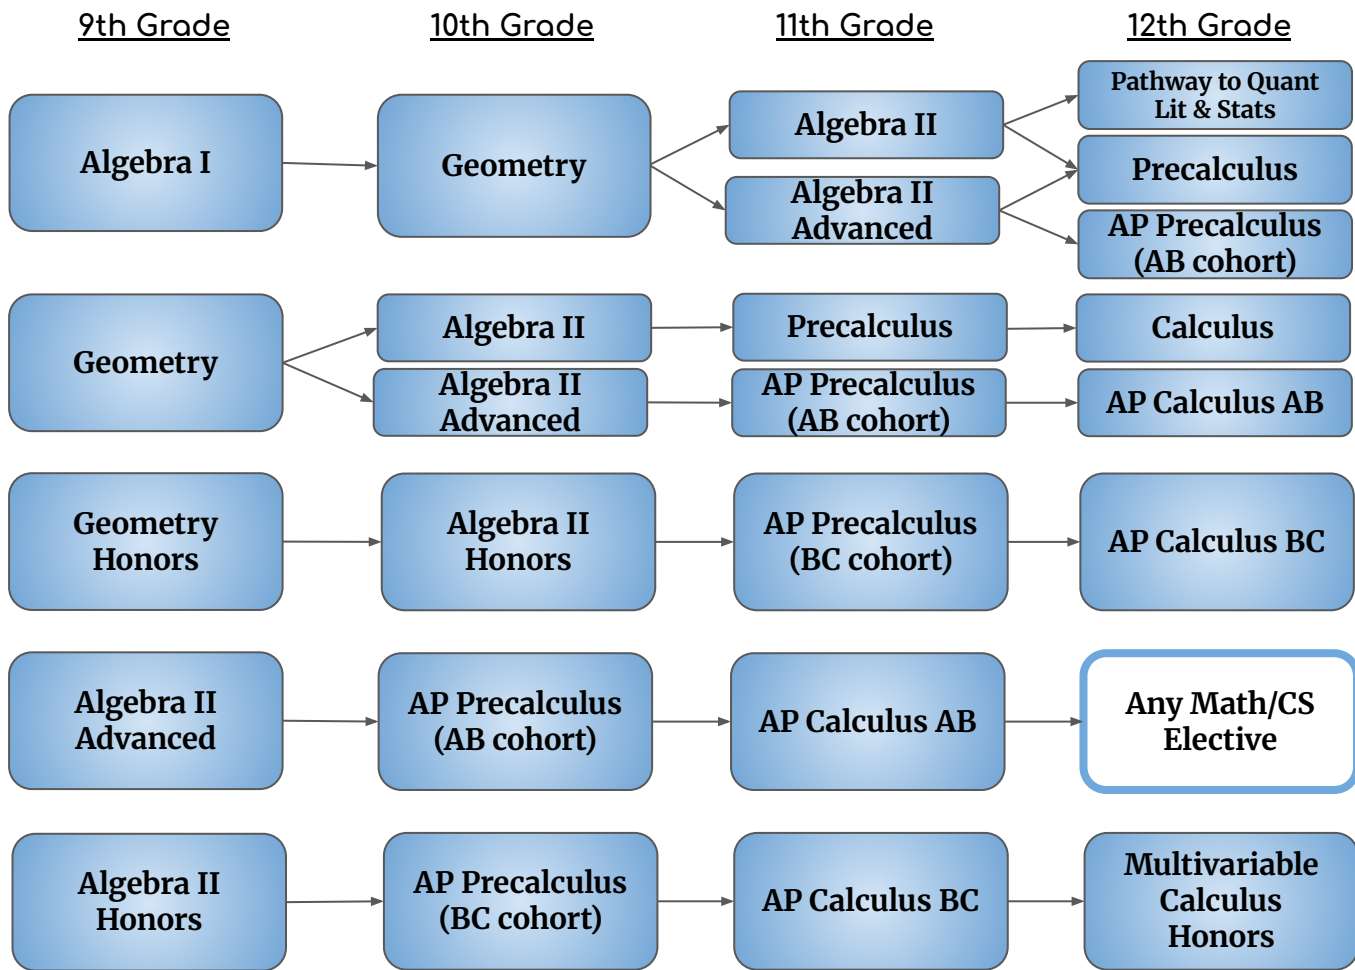 9th Grade
10th Grade
11th Grade
12th Grade
Algebra I
Geometry
Algebra II
Algebra II
Advanced
Pathway to Quant
Lit & Stats
Precalculus
AP Precalculus
(AB cohort)
Geometry
Algebra II
Precalculus
Calculus
Algebra II
Advanced
AP Precalculus
(AB cohort)
AP Calculus AB
Geometry
Honors
Algebra II
Honors
AP Precalculus
(BC cohort)
AP Calculus BC
Algebra II
Advanced
AP Precalculus
(AB cohort)
AP Calculus AB
Any Math/CS
Elective
Algebra II
Honors
AP Precalculus
(BC cohort)
AP Calculus BC
Multivariable
Calculus
Honors